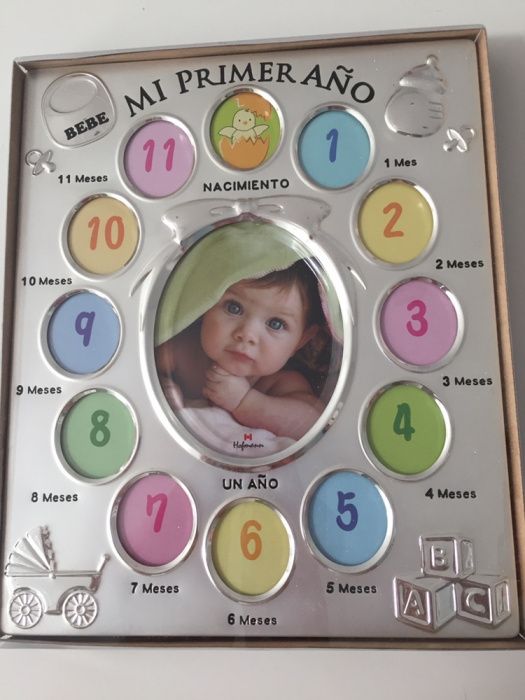 MI PRIMER AÑO
BEBE
11
1
11 Meses
1 Mes
NACIMIENTO
10
2
10 Meses
2 Meses
9
3
9 Meses
3 Meses
Hofmann
8
4
UN AÑO
8 Meses
4 Meses
7
6
5
7 Meses
5 Meses
6 Meses
B
A
C